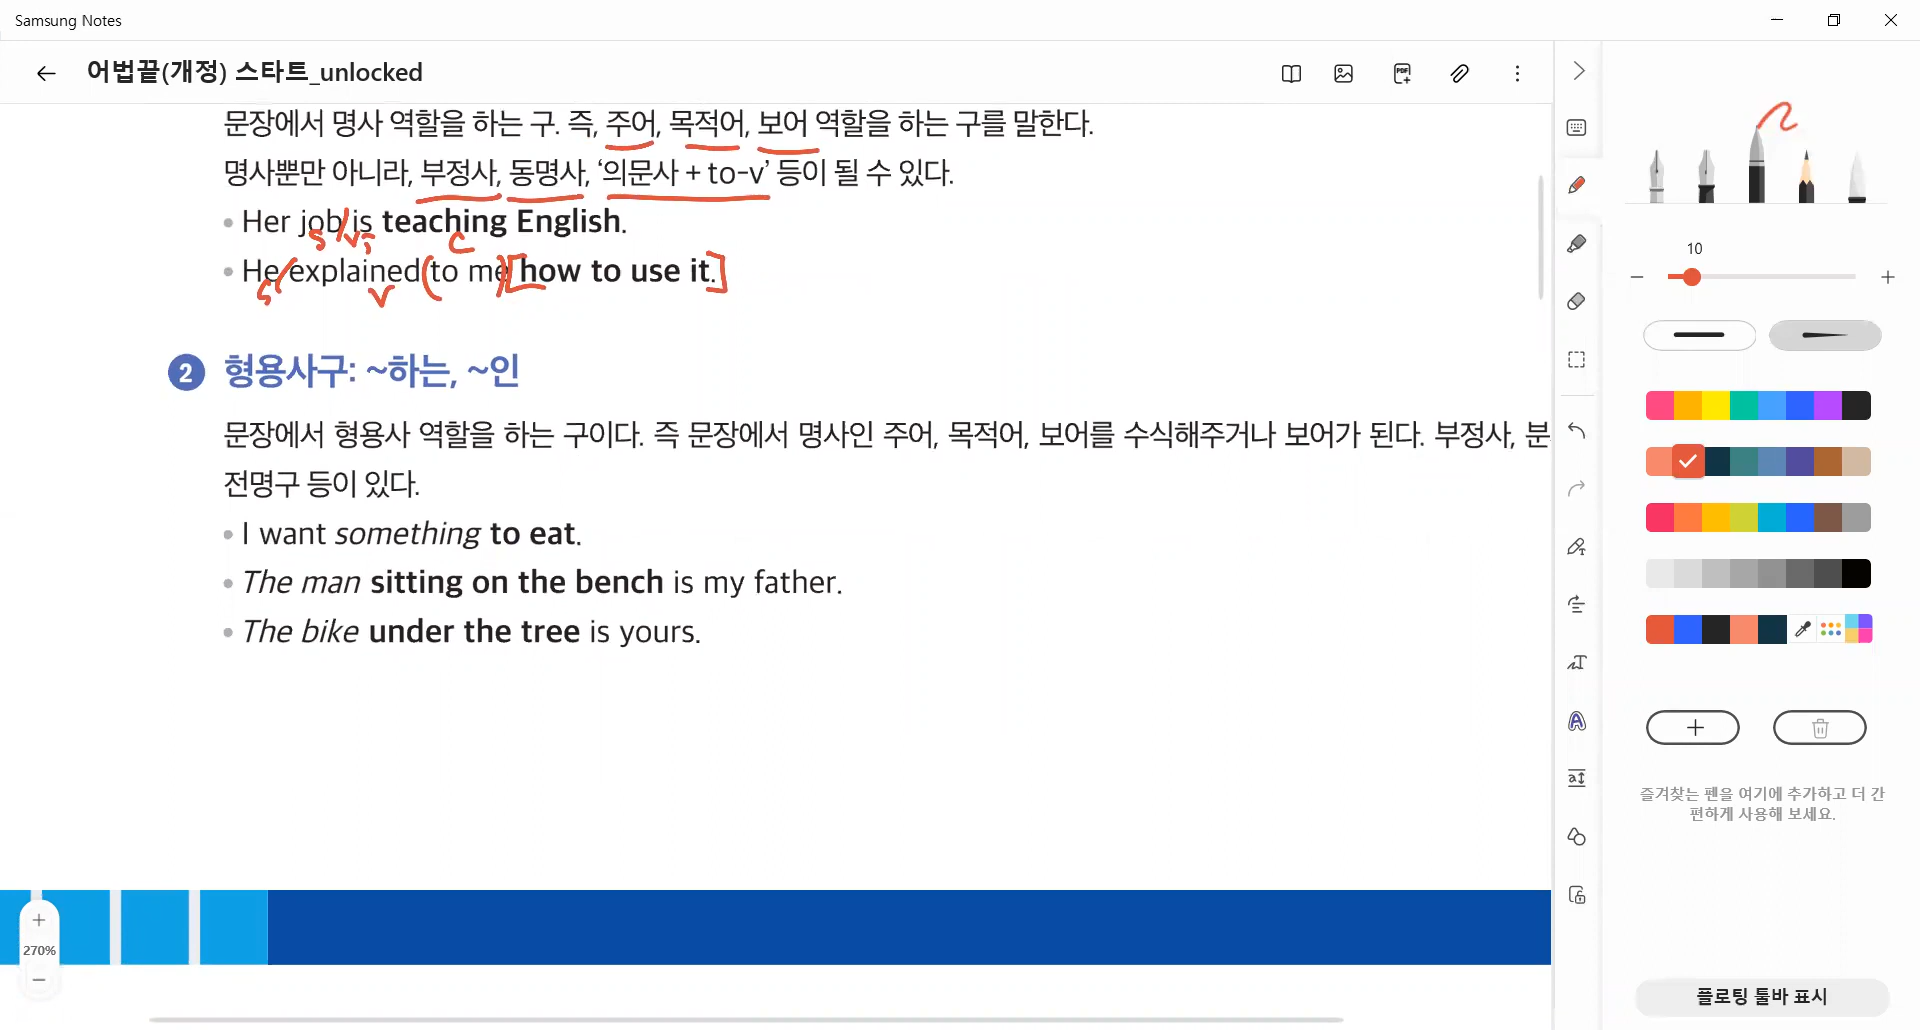 Samsung Notes
어법끝(개정) 스타트_unlocked
문장에서 명사 역할을 하는 구. 즉, 주어, 목적어, 보어 역할을 하는 구를 말한다.
명사뿐만 아니라, 부정사, 동명사, ‘의문사 + to-v’ 등이 될 수 있다.
• Her job is teaching English.
s v i c
• He explained to me how to use it.
s v
2 형용사구: ~하는, ~인
문장에서 형용사 역할을 하는 구이다. 즉 문장에서 명사인 주어, 목적어, 보어를 수식해주거나 보어가 된다. 부정사, 분
전명구 등이 있다.
• I want something to eat.
• The man sitting on the bench is my father.
• The bike under the tree is yours.
270%
10
즐겨찾는 펜을 여기에 추가하고 더 간
편하게 사용해 보세요.
플로팅 툴바 표시